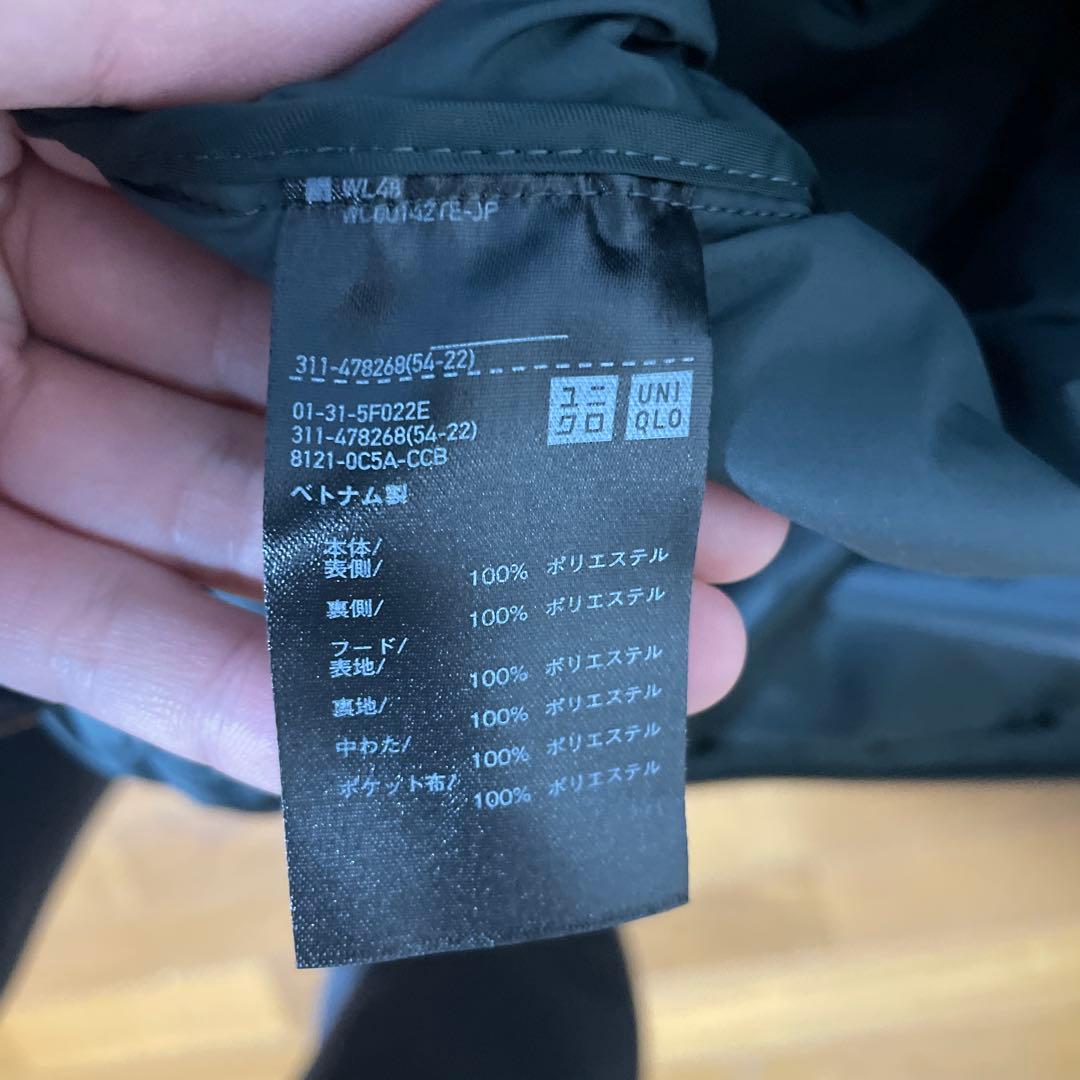 WL48
311-478268(54-22)
01-31-5F022E
311-478268(54-22)
8121-0C5A-CCB
ユニクロ
UNIQLO
ベトナム製
本体/
表側/ 100% ポリエステル
裏側/ 100% ポリエステル
フード/
表地/ 100% ポリエステル
裏地/ 100% ポリエステル
中わた/ 100% ポリエステル
ポケット布/ 100% ポリエステル